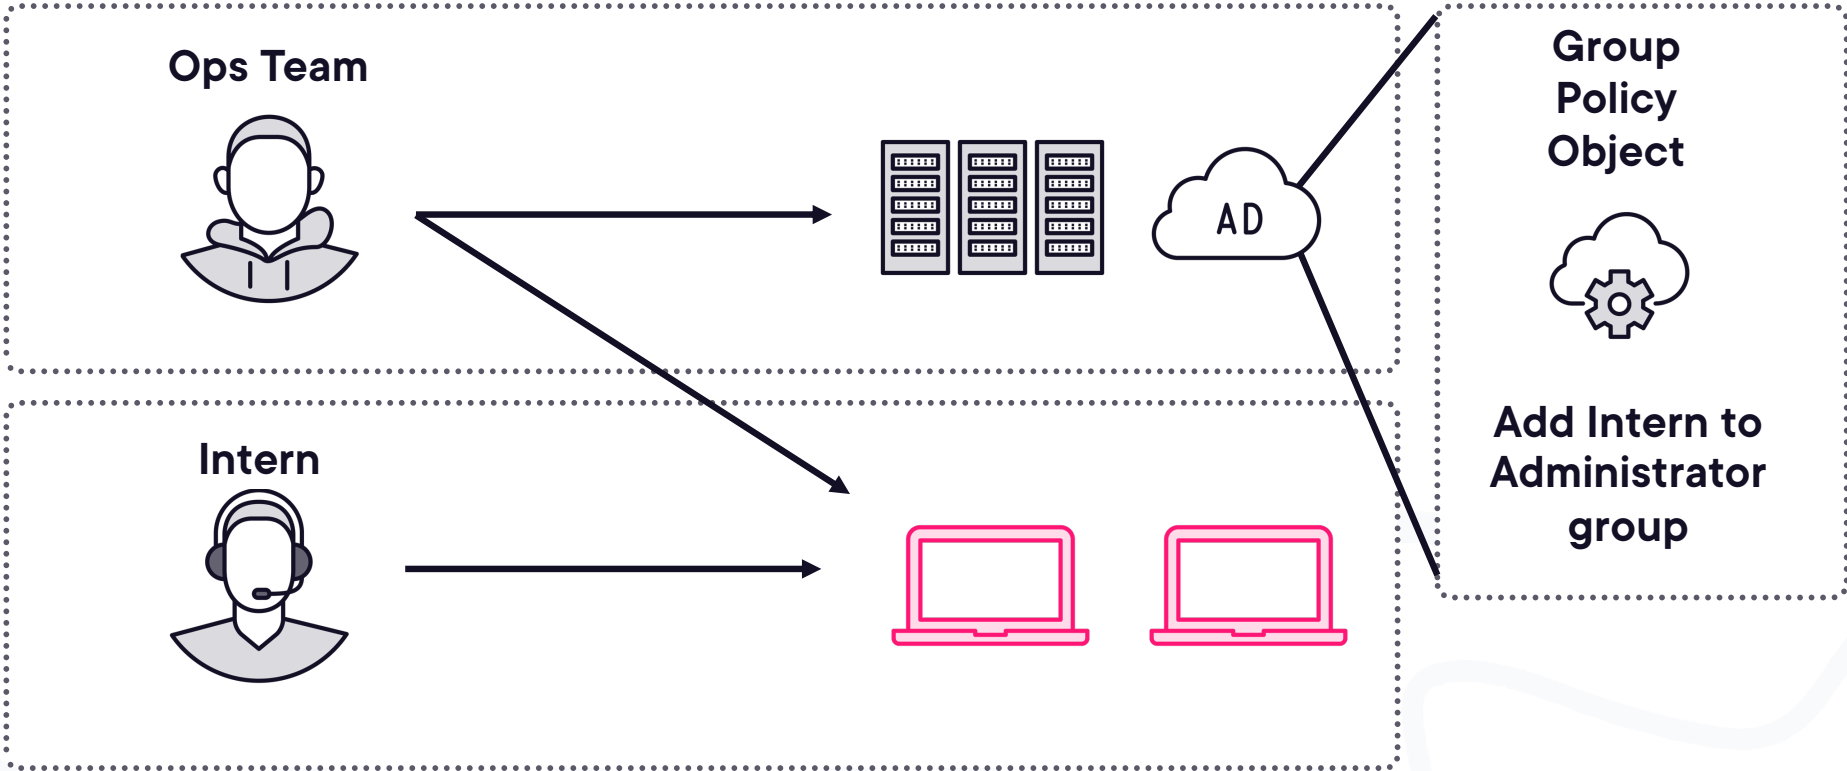 Ops Team
AD
Intern
Group
Policy
Object
Add Intern to
Administrator
group